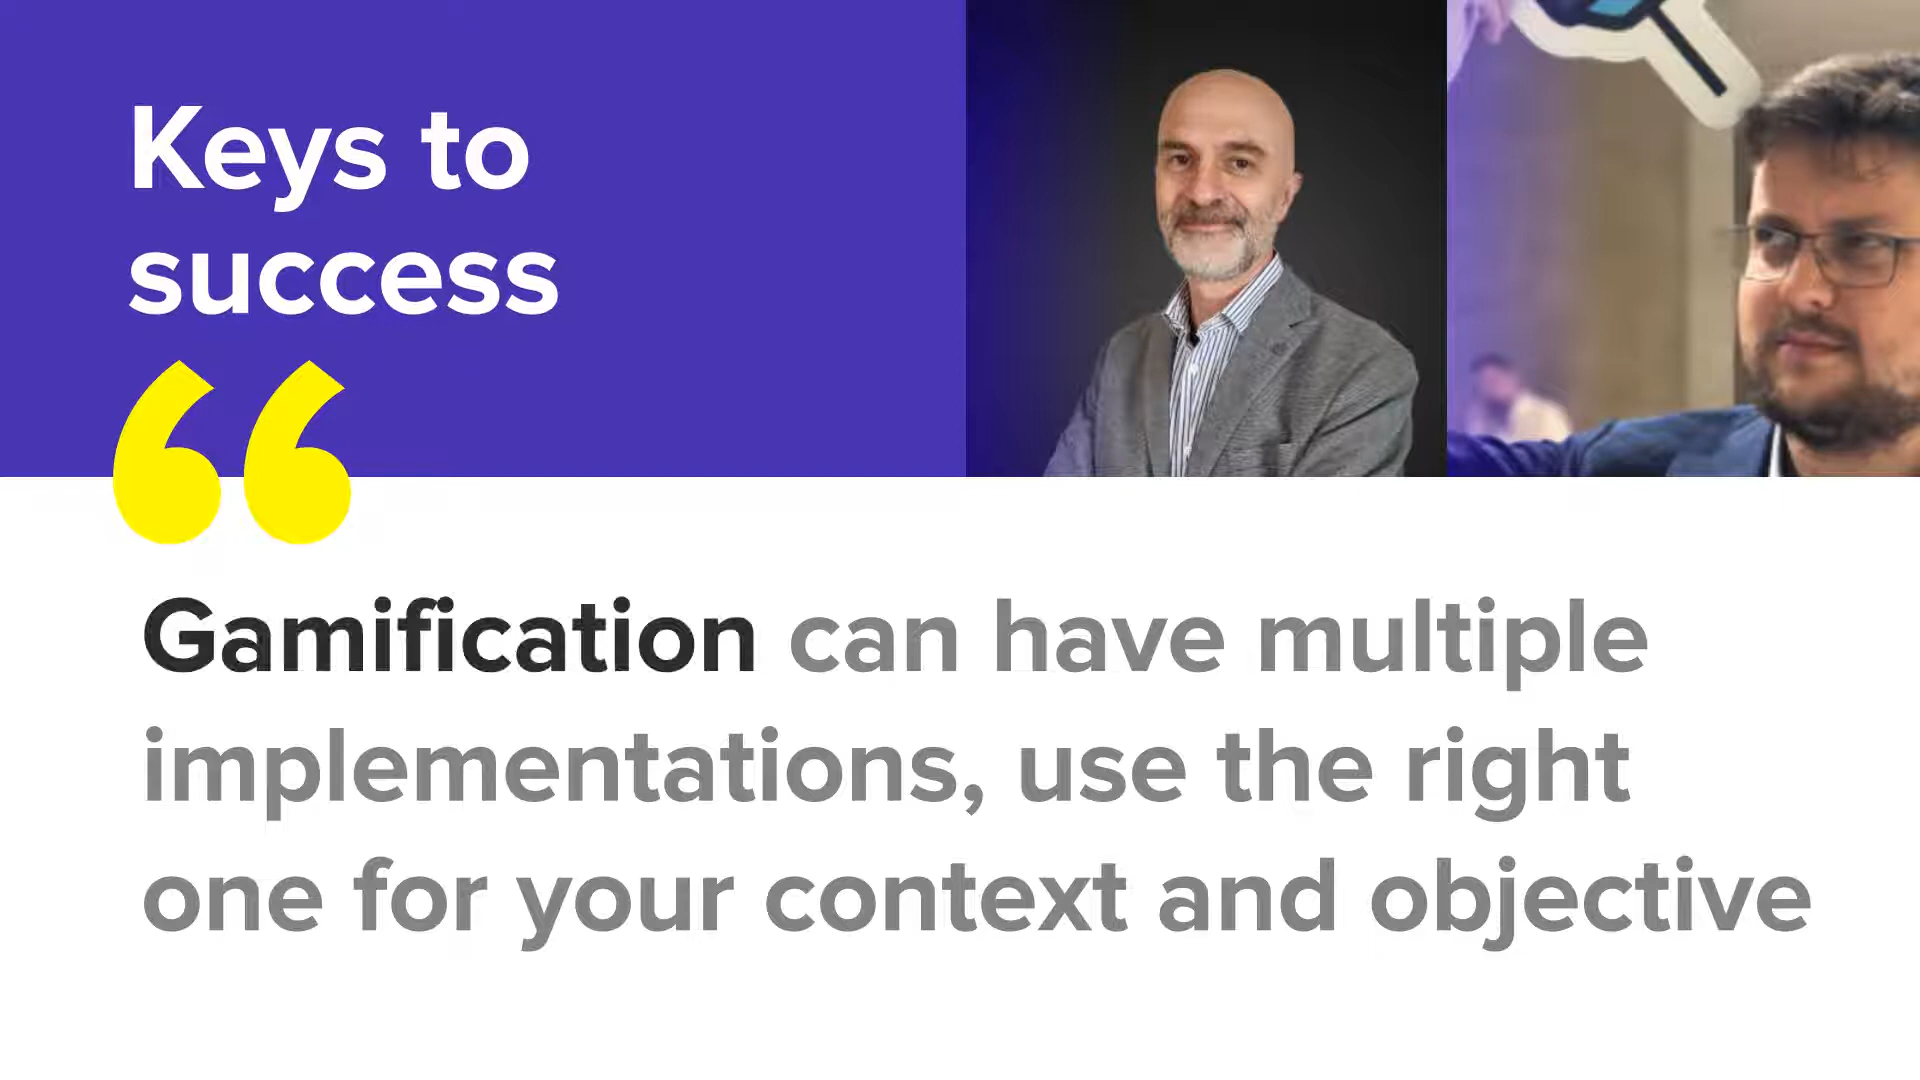 Keys to
success
Gamification can have multiple
implementations, use the right
one for your context and objective